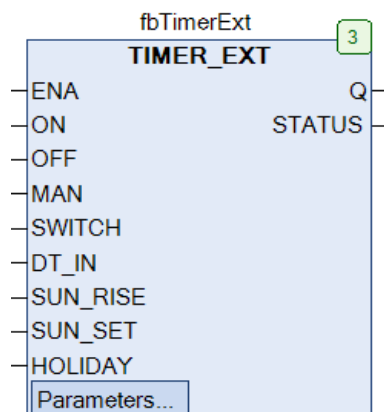 fbTimerExt
3
TIMER_EXT
ENA Q
ON STATUS
OFF
MAN
SWITCH
DT_IN
SUN_RISE
SUN_SET
HOLIDAY
Parameters...